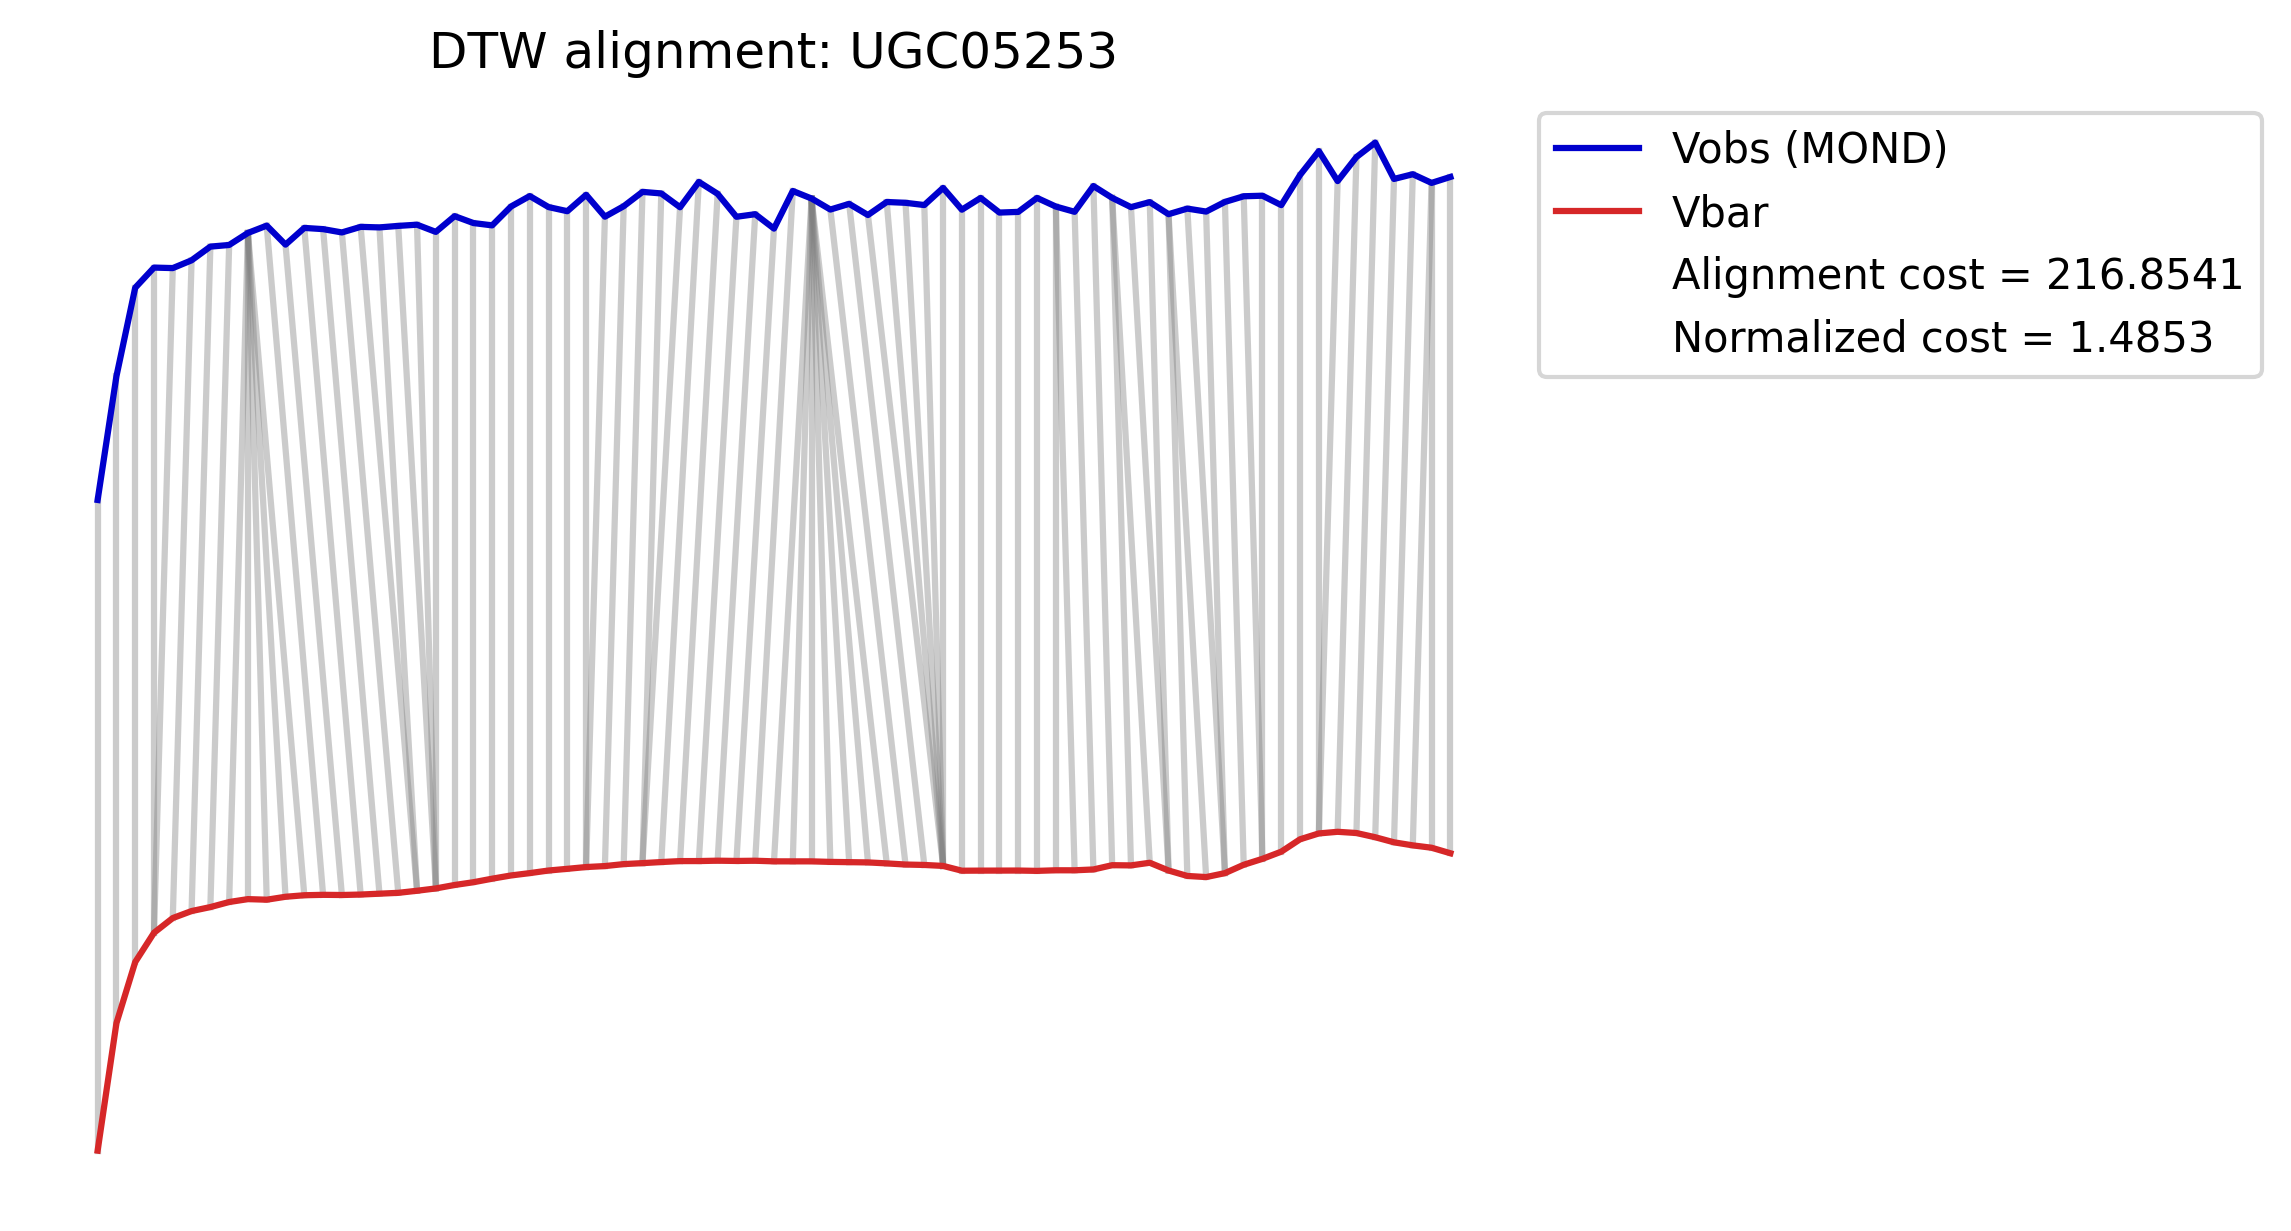 DTW alignment: UGC05253
Vobs (MOND)
Vbar
Alignment cost = 216.8541
Normalized cost = 1.4853